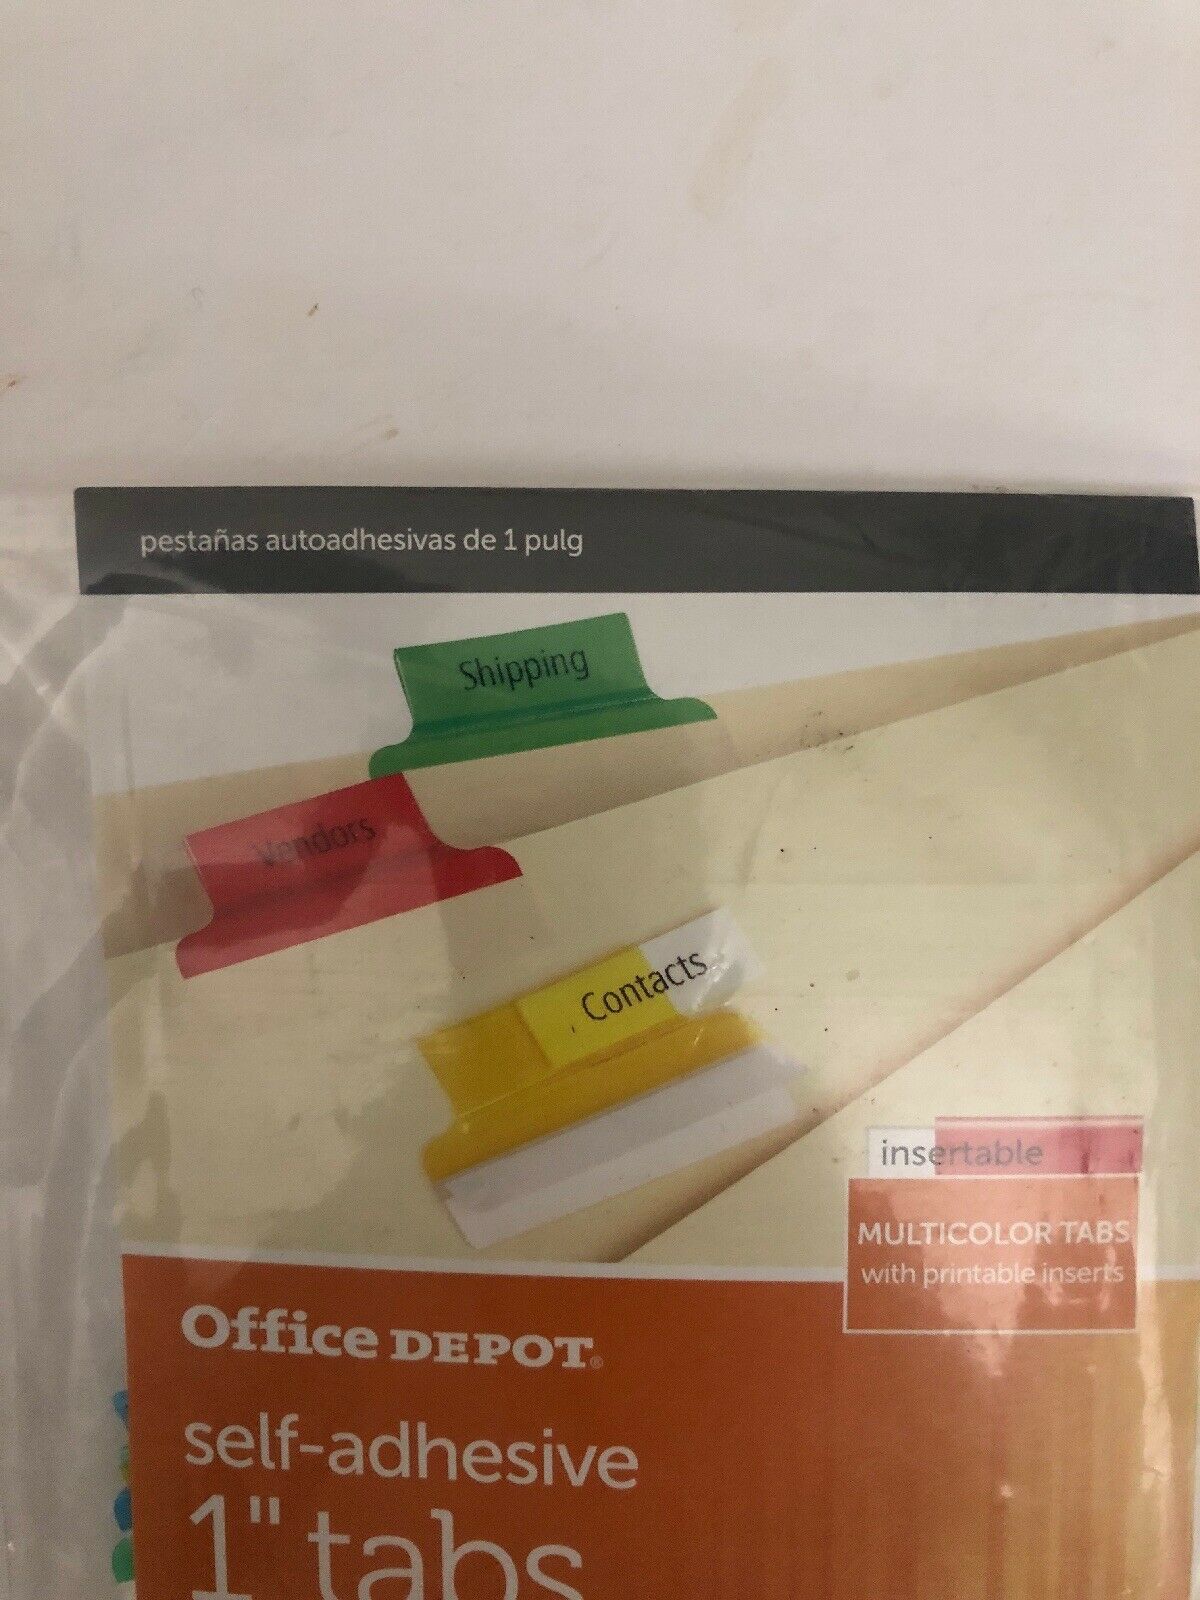 pestañas autoadhesivas de 1 pulg
Shipping
Vendors
Contacts
insertable
MULTICOLOR TABS
with printable inserts
Office DEPOT®
self-adhesive
1" tabs